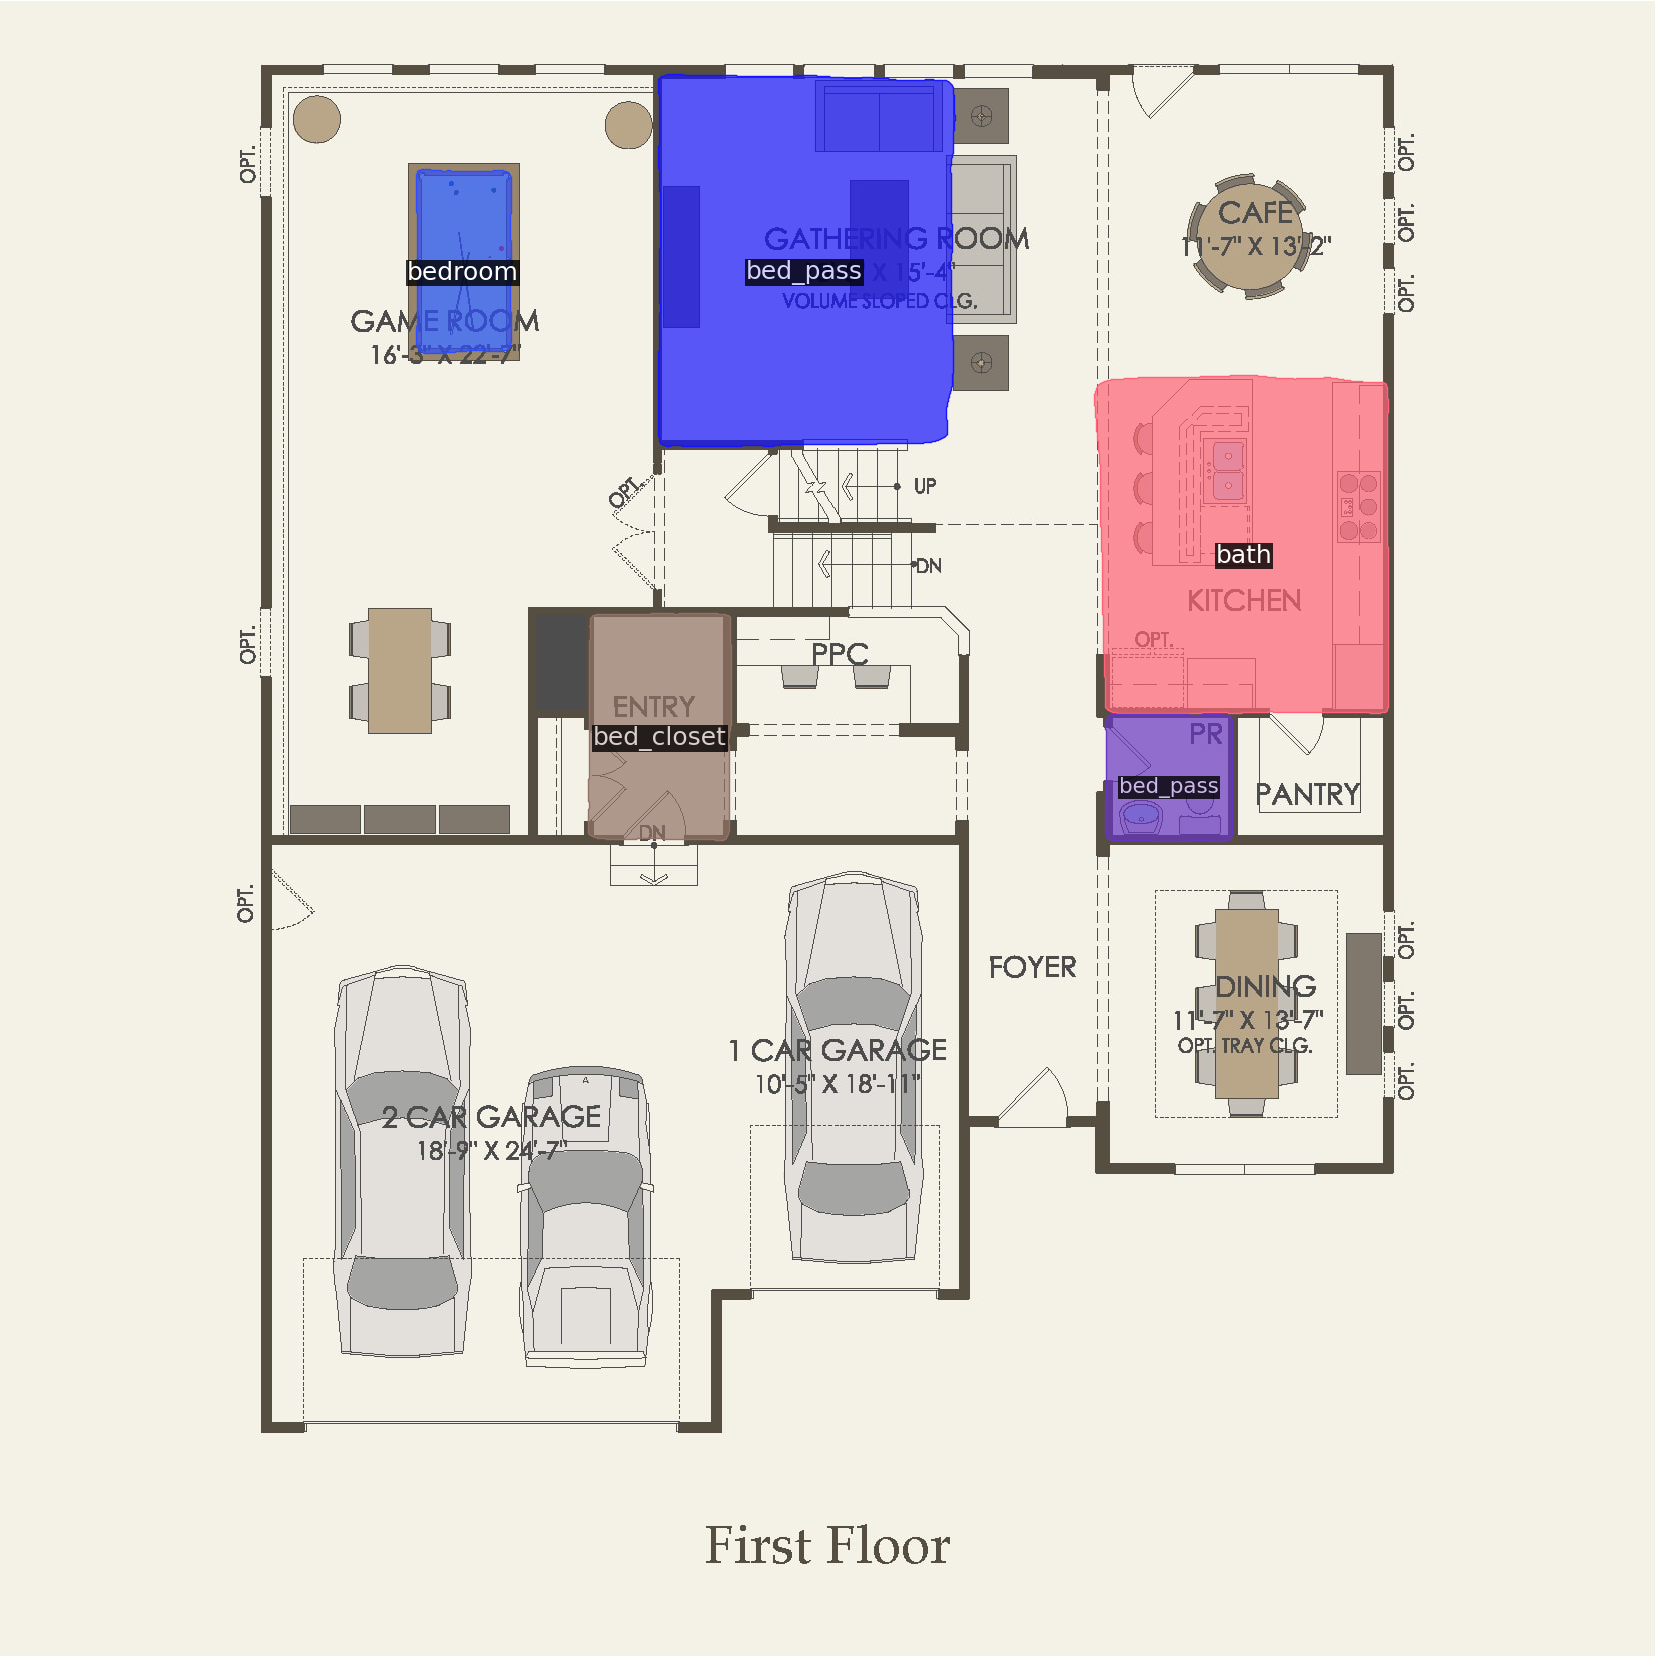 OPT.
OPT.
CAFE
11'-7" X 13'-2"
OPT.
OPT.
GATHERING ROOM
X 15'-4"
VOLUME SLOPED CLG.
bed_pass
bedroom
GAME ROOM
16'-3" X 22'-7"
OPT.
UP
DN
bath
KITCHEN
OPT.
OPT.
PPC
ENTRY
bed_closet
DN
PR
bed_pass
PANTRY
OPT.
FOYER
OPT.
DINING
11'-7" X 13'-7"
OPT. TRAY CLG.
OPT.
OPT.
1 CAR GARAGE
10'-5" X 18'-11"
2 CAR GARAGE
18'-9" X 24'-7"
A
First Floor